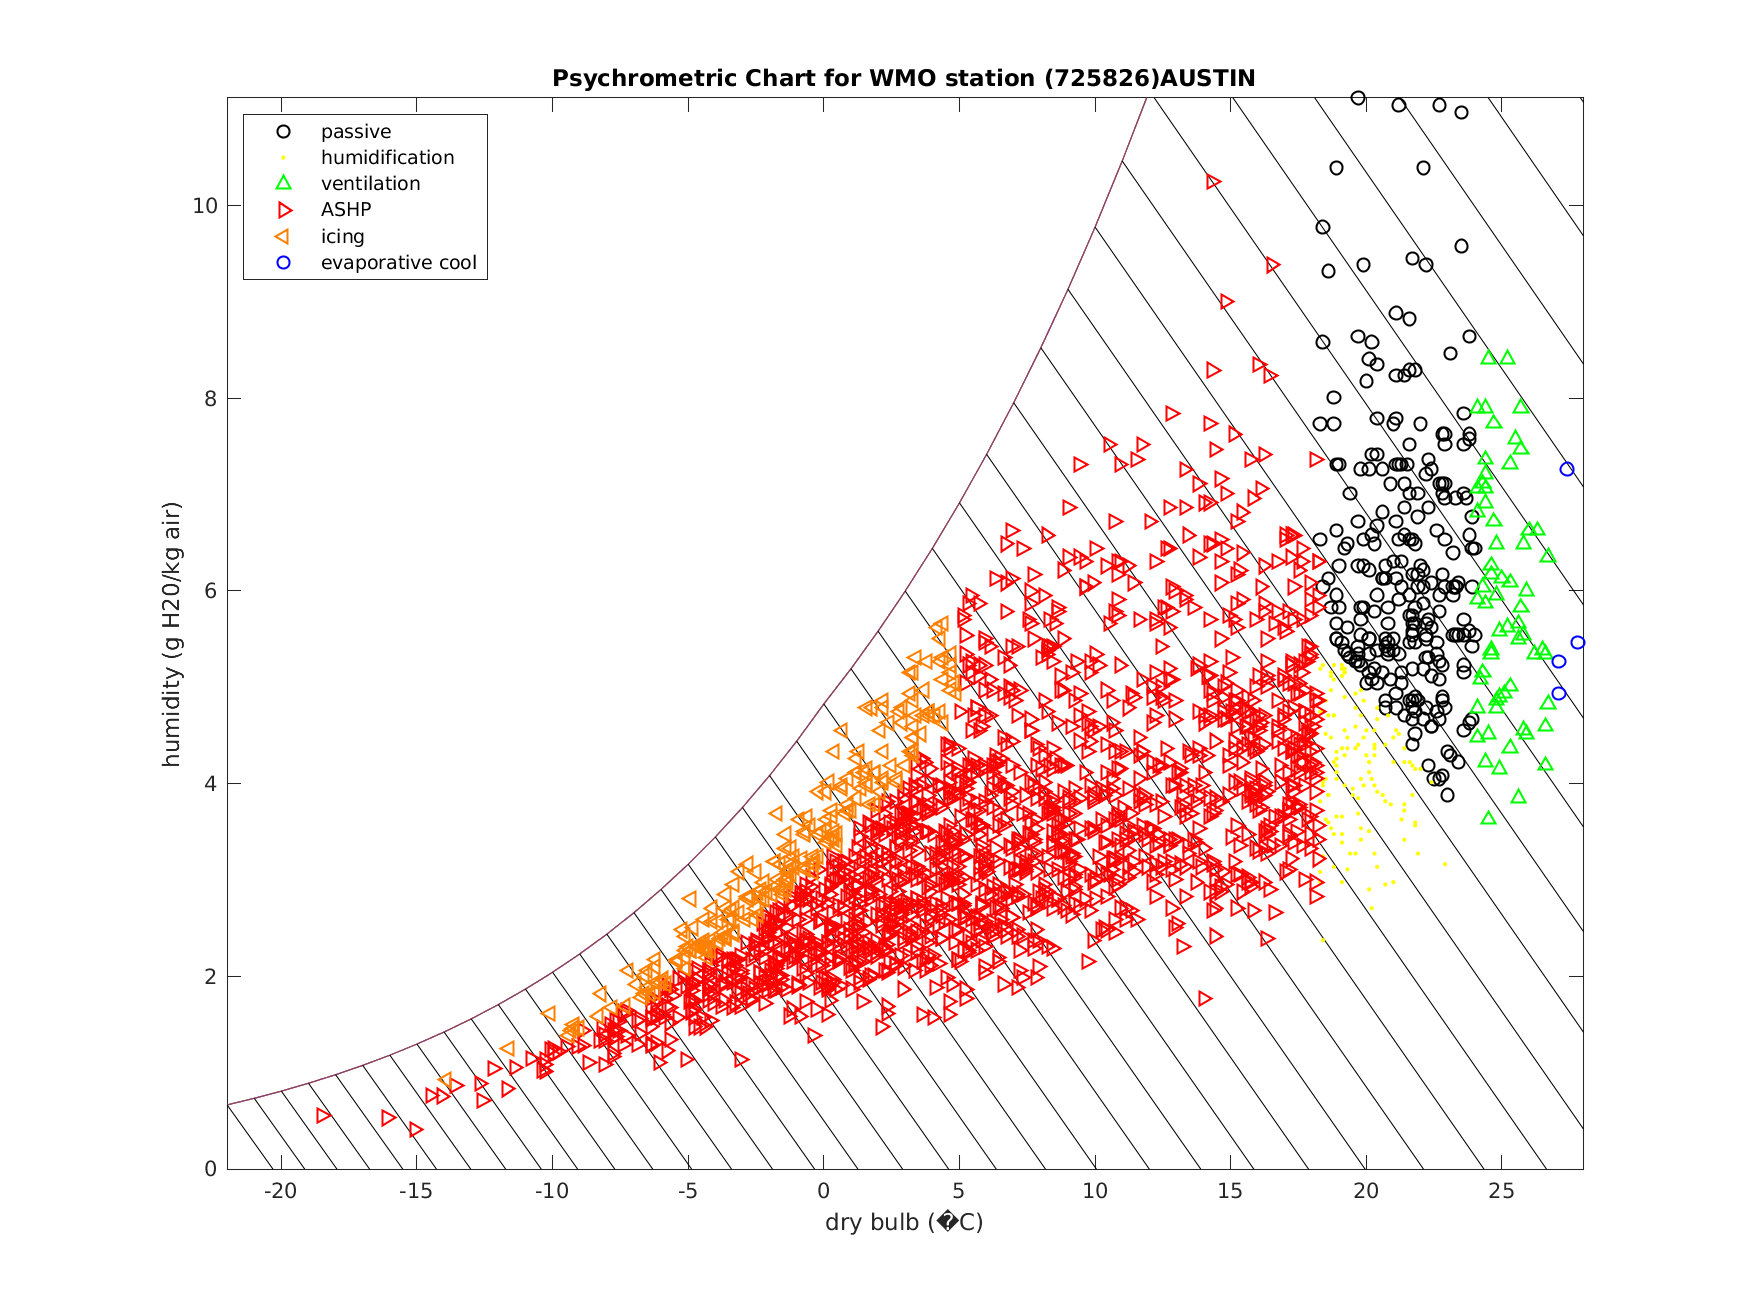 Psychrometric Chart for WMO station (725826)AUSTIN
passive
humidification
ventilation
ASHP
icing
evaporative cool
humidity (g H20/kg air)
10
8
6
4
2
0
-20 -15 -10 -5 0 5 10 15 20 25
dry bulb (�C)